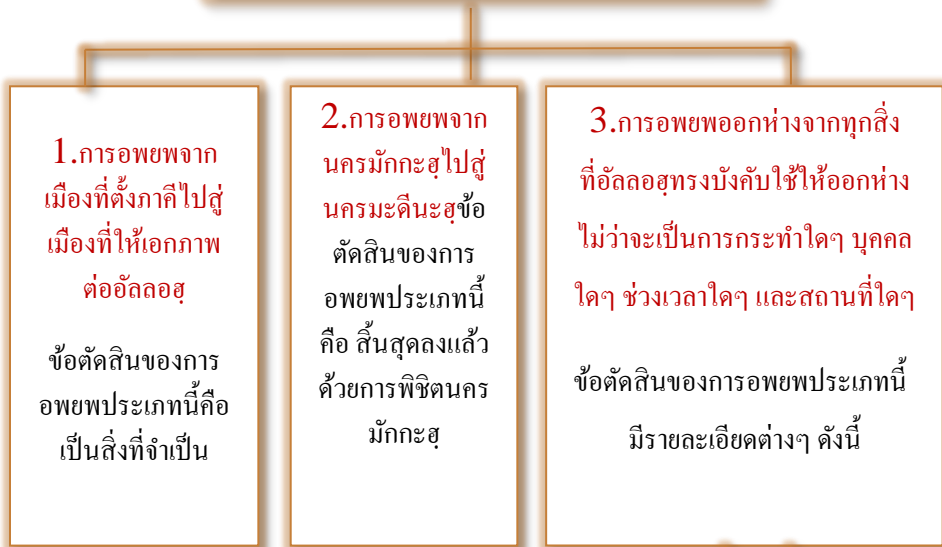 1.การอพยพจาก
เมืองที่ตั้งภาคีไปสู่
เมืองที่ให้เอกภาพ
ต่ออัลลอฮฺ
ข้อตัดสินของการ
อพยพประเภทนี้คือ
เป็นสิ่งที่จำเป็น
2.การอพยพจาก
นครมักกะฮฺไปสู่
นครมะดีนะฮฺข้อ
ตัดสินของการ
อพยพประเภทนี้
คือ สิ้นสุดลงแล้ว
ด้วยการพิชิตนคร
มักกะฮฺ
3.การอพยพออกห่างจากทุกสิ่ง
ที่อัลลอฮฺทรงบังคับใช้ให้ออกห่าง
ไม่ว่าจะเป็นการกระทำใดๆ บุคคล
ใดๆ ช่วงเวลาใดๆ และสถานที่ใดๆ
ข้อตัดสินของการอพยพประเภทนี้
มีรายละเอียดต่างๆ ดังนี้